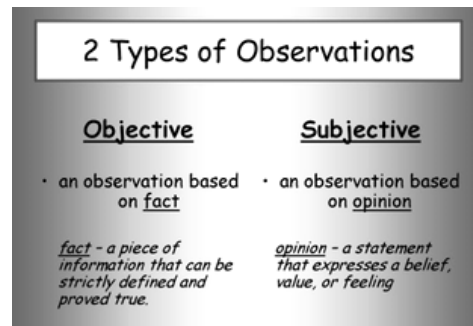 2 Types of Observations
Objective
• an observation based
on fact
fact – a piece of
information that can be
strictly defined and
proved true.
Subjective
• an observation based
on opinion
opinion – a statement
that expresses a belief,
value, or feeling